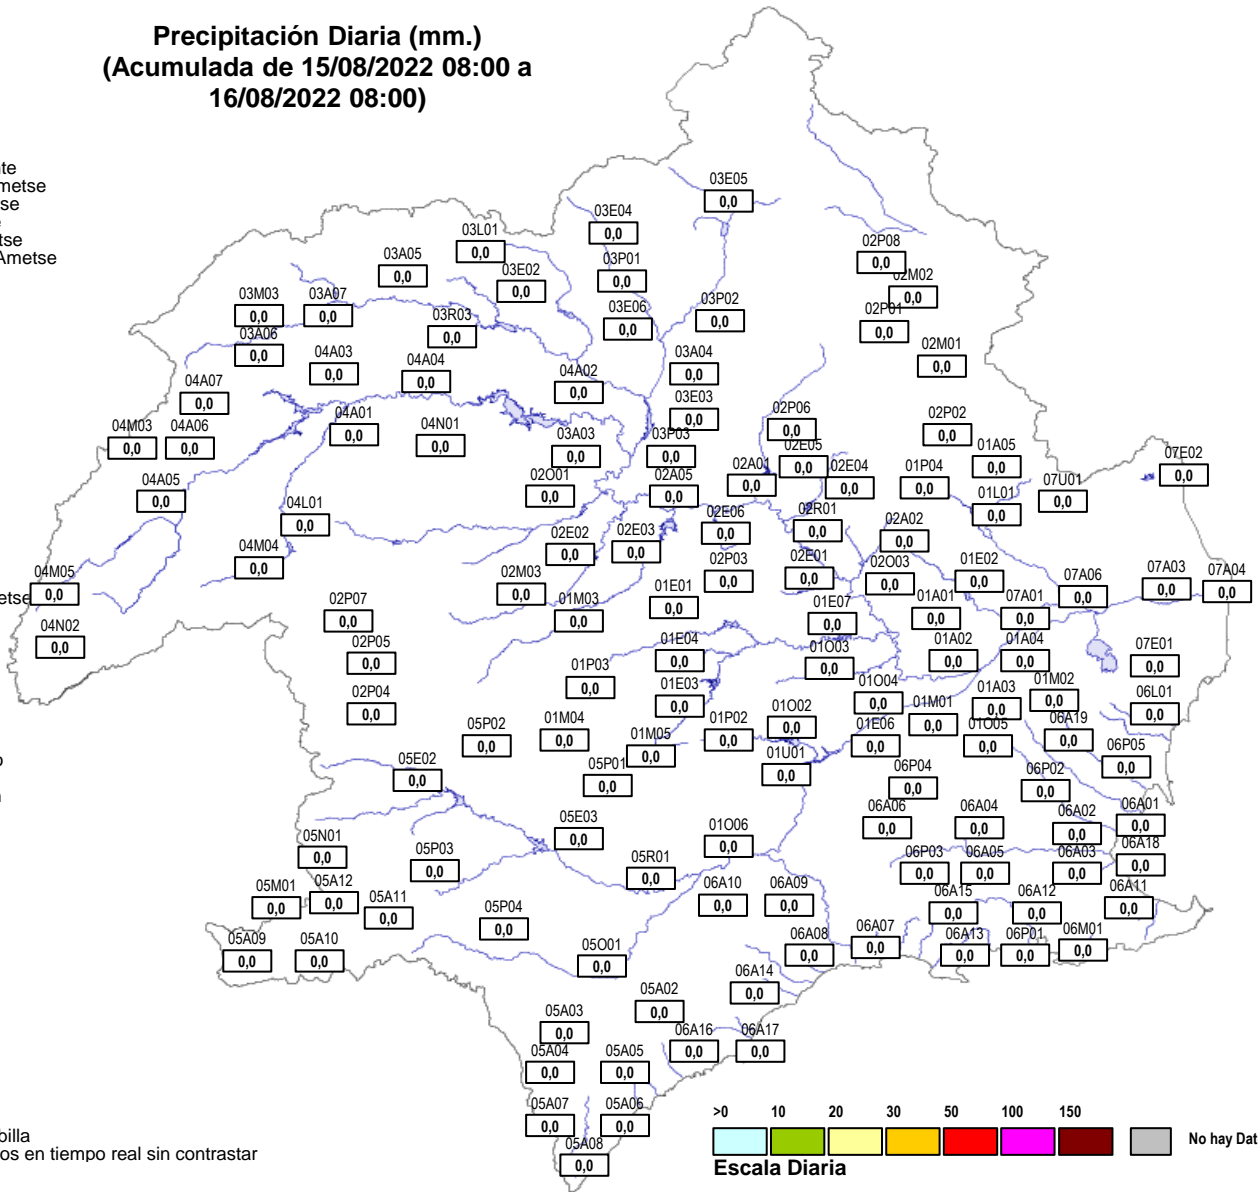 Precipitación Diaria (mm.)
(Acumulada de 15/08/2022 08:00 a
16/08/2022 08:00)
te
metse
se
e
tse
Ametse
03E05
0,0
03E04
0,0
03L01
0,0
03A05
0,0
03E02
0,0
03P01
0,0
02P08
0,0
02M02
0,0
03M03
0,0
03A07
0,0
03R03
0,0
03E06
0,0
03P02
0,0
02P01
0,0
03A06
0,0
04A03
0,0
04A04
0,0
04A02
0,0
03A04
0,0
02M01
0,0
04A07
0,0
03E03
0,0
04M03
0,0
04A06
0,0
04A01
0,0
04N01
0,0
03A03
0,0
03P03
0,0
02P06
0,0
02E05
0,0
02P02
0,0
01A05
0,0
07E02
0,0
04A05
0,0
02O01
0,0
02A05
0,0
02A01
0,0
02E04
0,0
01P04
0,0
01L01
0,0
07U01
0,0
04L01
0,0
02E02
0,0
02E03
0,0
02E06
0,0
02R01
0,0
02A02
0,0
04M04
0,0
04M05
0,0
etse
02M03
0,0
01M03
0,0
01E01
0,0
02P03
0,0
02E01
0,0
02O03
0,0
01E02
0,0
07A06
0,0
07A03
0,0
07A04
0,0
04N02
0,0
02P07
0,0
01E07
0,0
01A01
0,0
07A01
0,0
02P05
0,0
01E04
0,0
01O03
0,0
01A02
0,0
01A04
0,0
07E01
0,0
02P04
0,0
01P03
0,0
01E03
0,0
01O04
0,0
01M01
0,0
01A03
0,0
01M02
0,0
06L01
0,0
05P02
0,0
01M04
0,0
01M05
0,0
01P02
0,0
01O02
0,0
01E06
0,0
01O05
0,0
06A19
0,0
06P05
0,0
o
05E02
0,0
05P01
0,0
01U01
0,0
06P04
0,0
06P02
0,0
05E03
0,0
01O06
0,0
06A06
0,0
06A04
0,0
06A02
0,0
06A01
0,0
05N01
0,0
05P03
0,0
05R01
0,0
06P03
0,0
06A05
0,0
06A03
0,0
06A18
0,0
05M01
0,0
05A12
0,0
05A11
0,0
06A10
0,0
06A09
0,0
06A15
0,0
06A12
0,0
06A11
0,0
05A09
0,0
05A10
0,0
05P04
0,0
05O01
0,0
06A08
0,0
06A07
0,0
06A13
0,0
06P01
0,0
06M01
0,0
05A03
0,0
05A02
0,0
06A14
0,0
05A04
0,0
05A05
0,0
06A16
0,0
06A17
0,0
05A07
0,0
05A06
0,0
05A08
0,0
billa
os en tiempo real sin contrastar
>0 10 20 30 50 100 150
No hay Dat
Escala Diaria